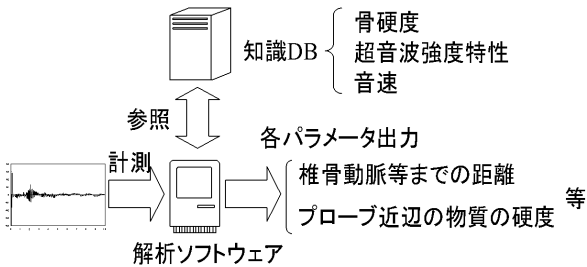 骨硬度
知識DB
超音波強度特性
音速
参照
各パラメータ出力
計測
椎骨動脈等までの距離
プローブ近辺の物質の硬度
等
解析ソフトウェア